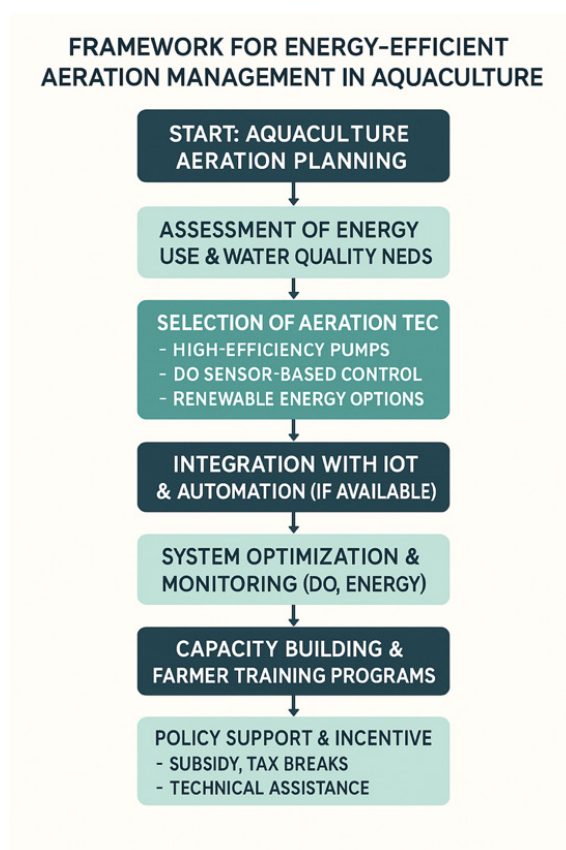 FRAMEWORK FOR ENERGY-EFFICIENT
AERATION MANAGEMENT IN AQUACULTURE
START: AQUACULTURE
AERATION PLANNING
ASSESSMENT OF ENERGY
USE & WATER QUALITY NEDS
SELECTION OF AERATION TEC
- HIGH-EFFICIENCY PUMPS
- DO SENSOR-BASED CONTROL
- RENEWABLE ENERGY OPTIONS
INTEGRATION WITH IOT
& AUTOMATION (IF AVAILABLE)
SYSTEM OPTIMIZATION &
MONITORING (DO, ENERGY)
CAPACITY BUILDING &
FARMER TRAINING PROGRAMS
POLICY SUPPORT & INCENTIVE
- SUBSIDY, TAX BREAKS
- TECHNICAL ASSISTANCE